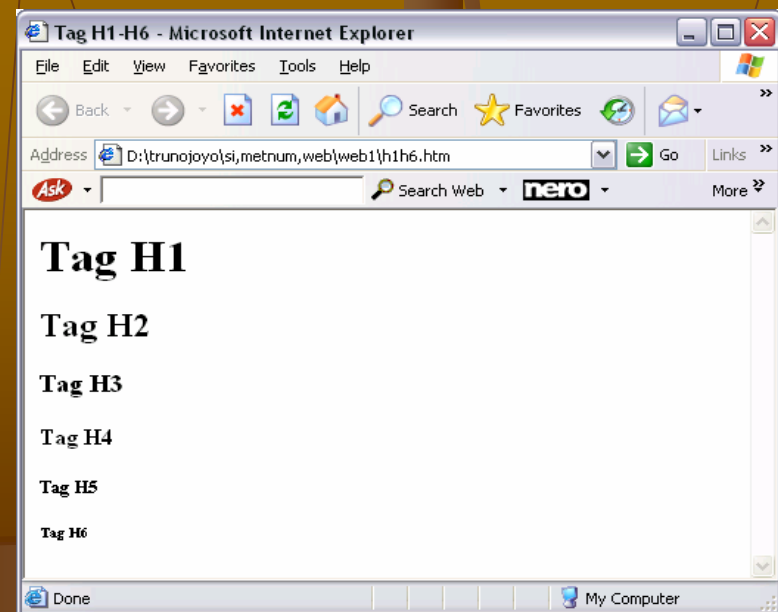 Tag H1-H6 - Microsoft Internet Explorer
File Edit View Favorites Tools Help
Back Search Favorites »
Address D:\trunojoyo\si,metnum,web\web1\h1h6.htm Go Links »
Ask Search Web nero More »
Tag H1
Tag H2
Tag H3
Tag H4
Tag H5
Tag H6
Done My Computer